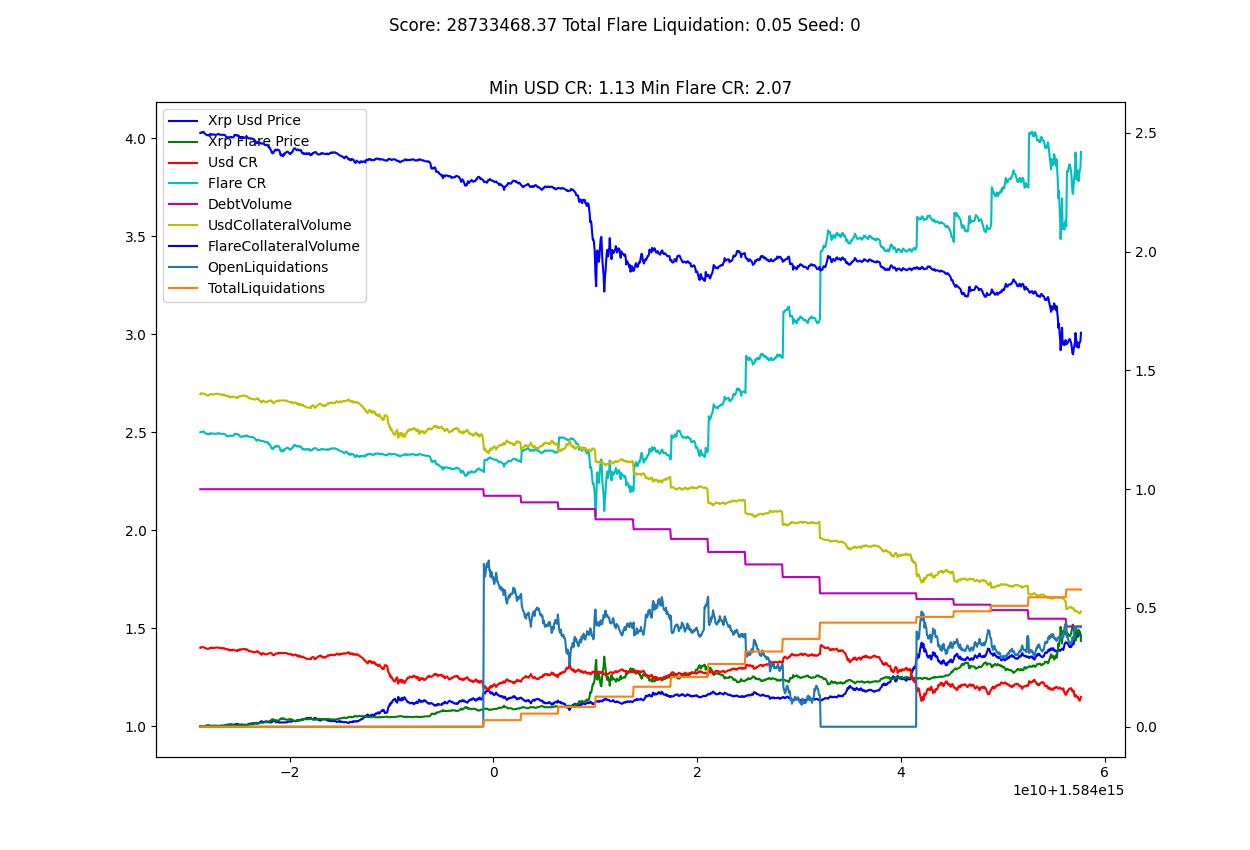 Score: 28733468.37 Total Flare Liquidation: 0.05 Seed: 0
Min USD CR: 1.13 Min Flare CR: 2.07
Xrp Usd Price
Xrp Flare Price
Usd CR
Flare CR
DebtVolume
UsdCollateralVolume
FlareCollateralVolume
OpenLiquidations
TotalLiquidations
4.0
3.5
3.0
2.5
2.0
1.5
1.0
2.5
2.0
1.5
1.0
0.5
0.0
−2
0
2
4
6
1e10+1.584e15